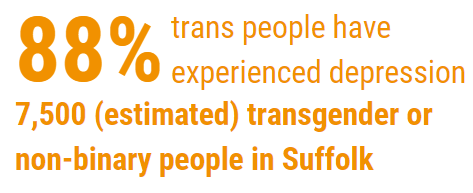 88% trans people have
experienced depression
7,500 (estimated) transgender or
non-binary people in Suffolk